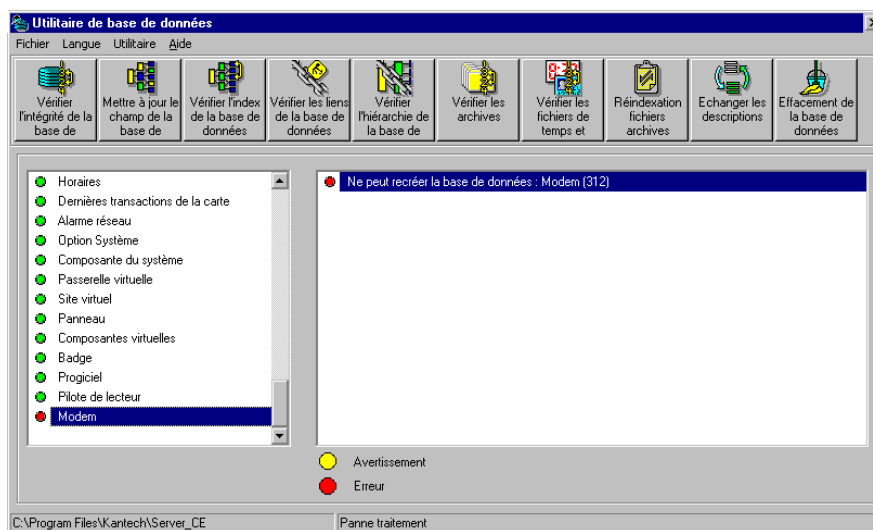 Utilitaire de base de données
Fichier Langue Utilitaire Aide
Vérifier
l'intégrité de la
base de
Mettre à jour le
champ de la
base de
Vérifier l'index
de la base de
données
Vérifier les liens
de la base de
données
Vérifier
l'hiérarchie de
la base de
Vérifier les
archives
Vérifier les
fichiers de
temps et
Réindexation
fichiers
archives
Echanger les
descriptions
Effacement de
la base de
données
Horaires
Dernières transactions de la carte
Alarme réseau
Option Système
Composante du système
Passerelle virtuelle
Site virtuel
Panneau
Composantes virtuelles
Badge
Progiciel
Pilote de lecteur
Modem
Ne peut recréer la base de données : Modem (312)
Avertissement
Erreur
C:\Program Files\Kantech\Server_CE
Panne traitement